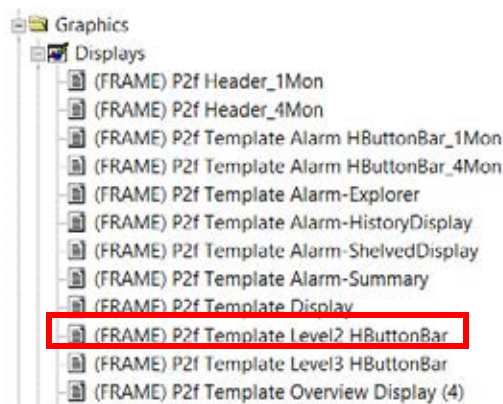 Graphics
Displays
(FRAME) P2f Header_1Mon
(FRAME) P2f Header_4Mon
(FRAME) P2f Template Alarm HButtonBar_1Mon
(FRAME) P2f Template Alarm HButtonBar_4Mon
(FRAME) P2f Template Alarm-Explorer
(FRAME) P2f Template Alarm-HistoryDisplay
(FRAME) P2f Template Alarm-ShelvedDisplay
(FRAME) P2f Template Alarm-Summary
(FRAME) P2f Template Display
(FRAME) P2f Template Level2 HButtonBar
(FRAME) P2f Template Level3 HButtonBar
(FRAME) P2f Template Overview Display (4)